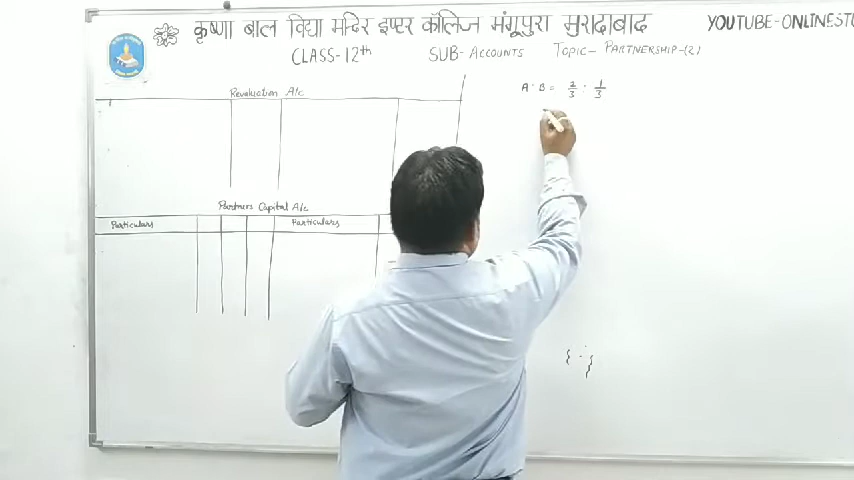 कृष्णा बाल विद्या मन्दिर इण्टर कॉलिज मंगूपुरा मुरादाबाद YOUTUBE-ONLINEST
CLASS-12th SUB-ACCOUNTS TOPIC- PARTNERSHIP-(2)
A : B = 2/3 : 1/3
Revaluation A/c
Partners Capital A/c
Particulars Particulars